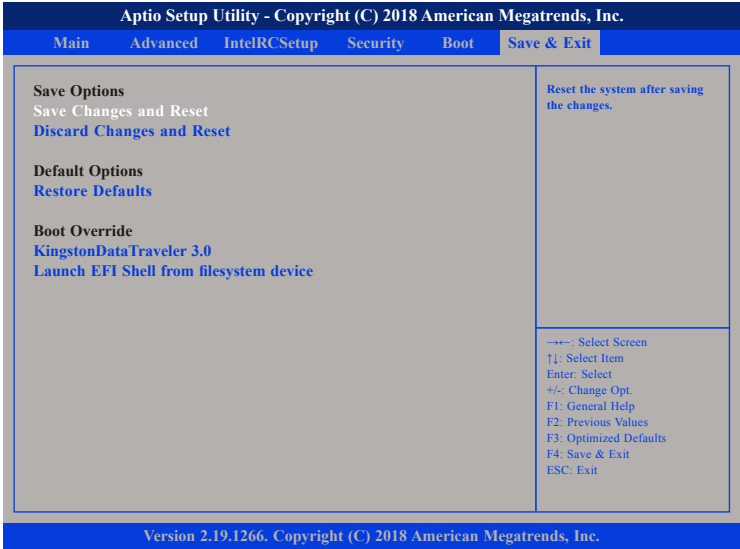 Aptio Setup Utility - Copyright (C) 2018 American Megatrends, Inc.
Main Advanced IntelRCSetup Security Boot Save & Exit
Save Options
Save Changes and Reset
Discard Changes and Reset
Default Options
Restore Defaults
Boot Override
KingstonDataTraveler 3.0
Launch EFI Shell from filesystem device
Reset the system after saving
the changes.
→←: Select Screen
↑↓: Select Item
Enter: Select
+/-: Change Opt.
F1: General Help
F2: Previous Values
F3: Optimized Defaults
F4: Save & Exit
ESC: Exit
Version 2.19.1266. Copyright (C) 2018 American Megatrends, Inc.